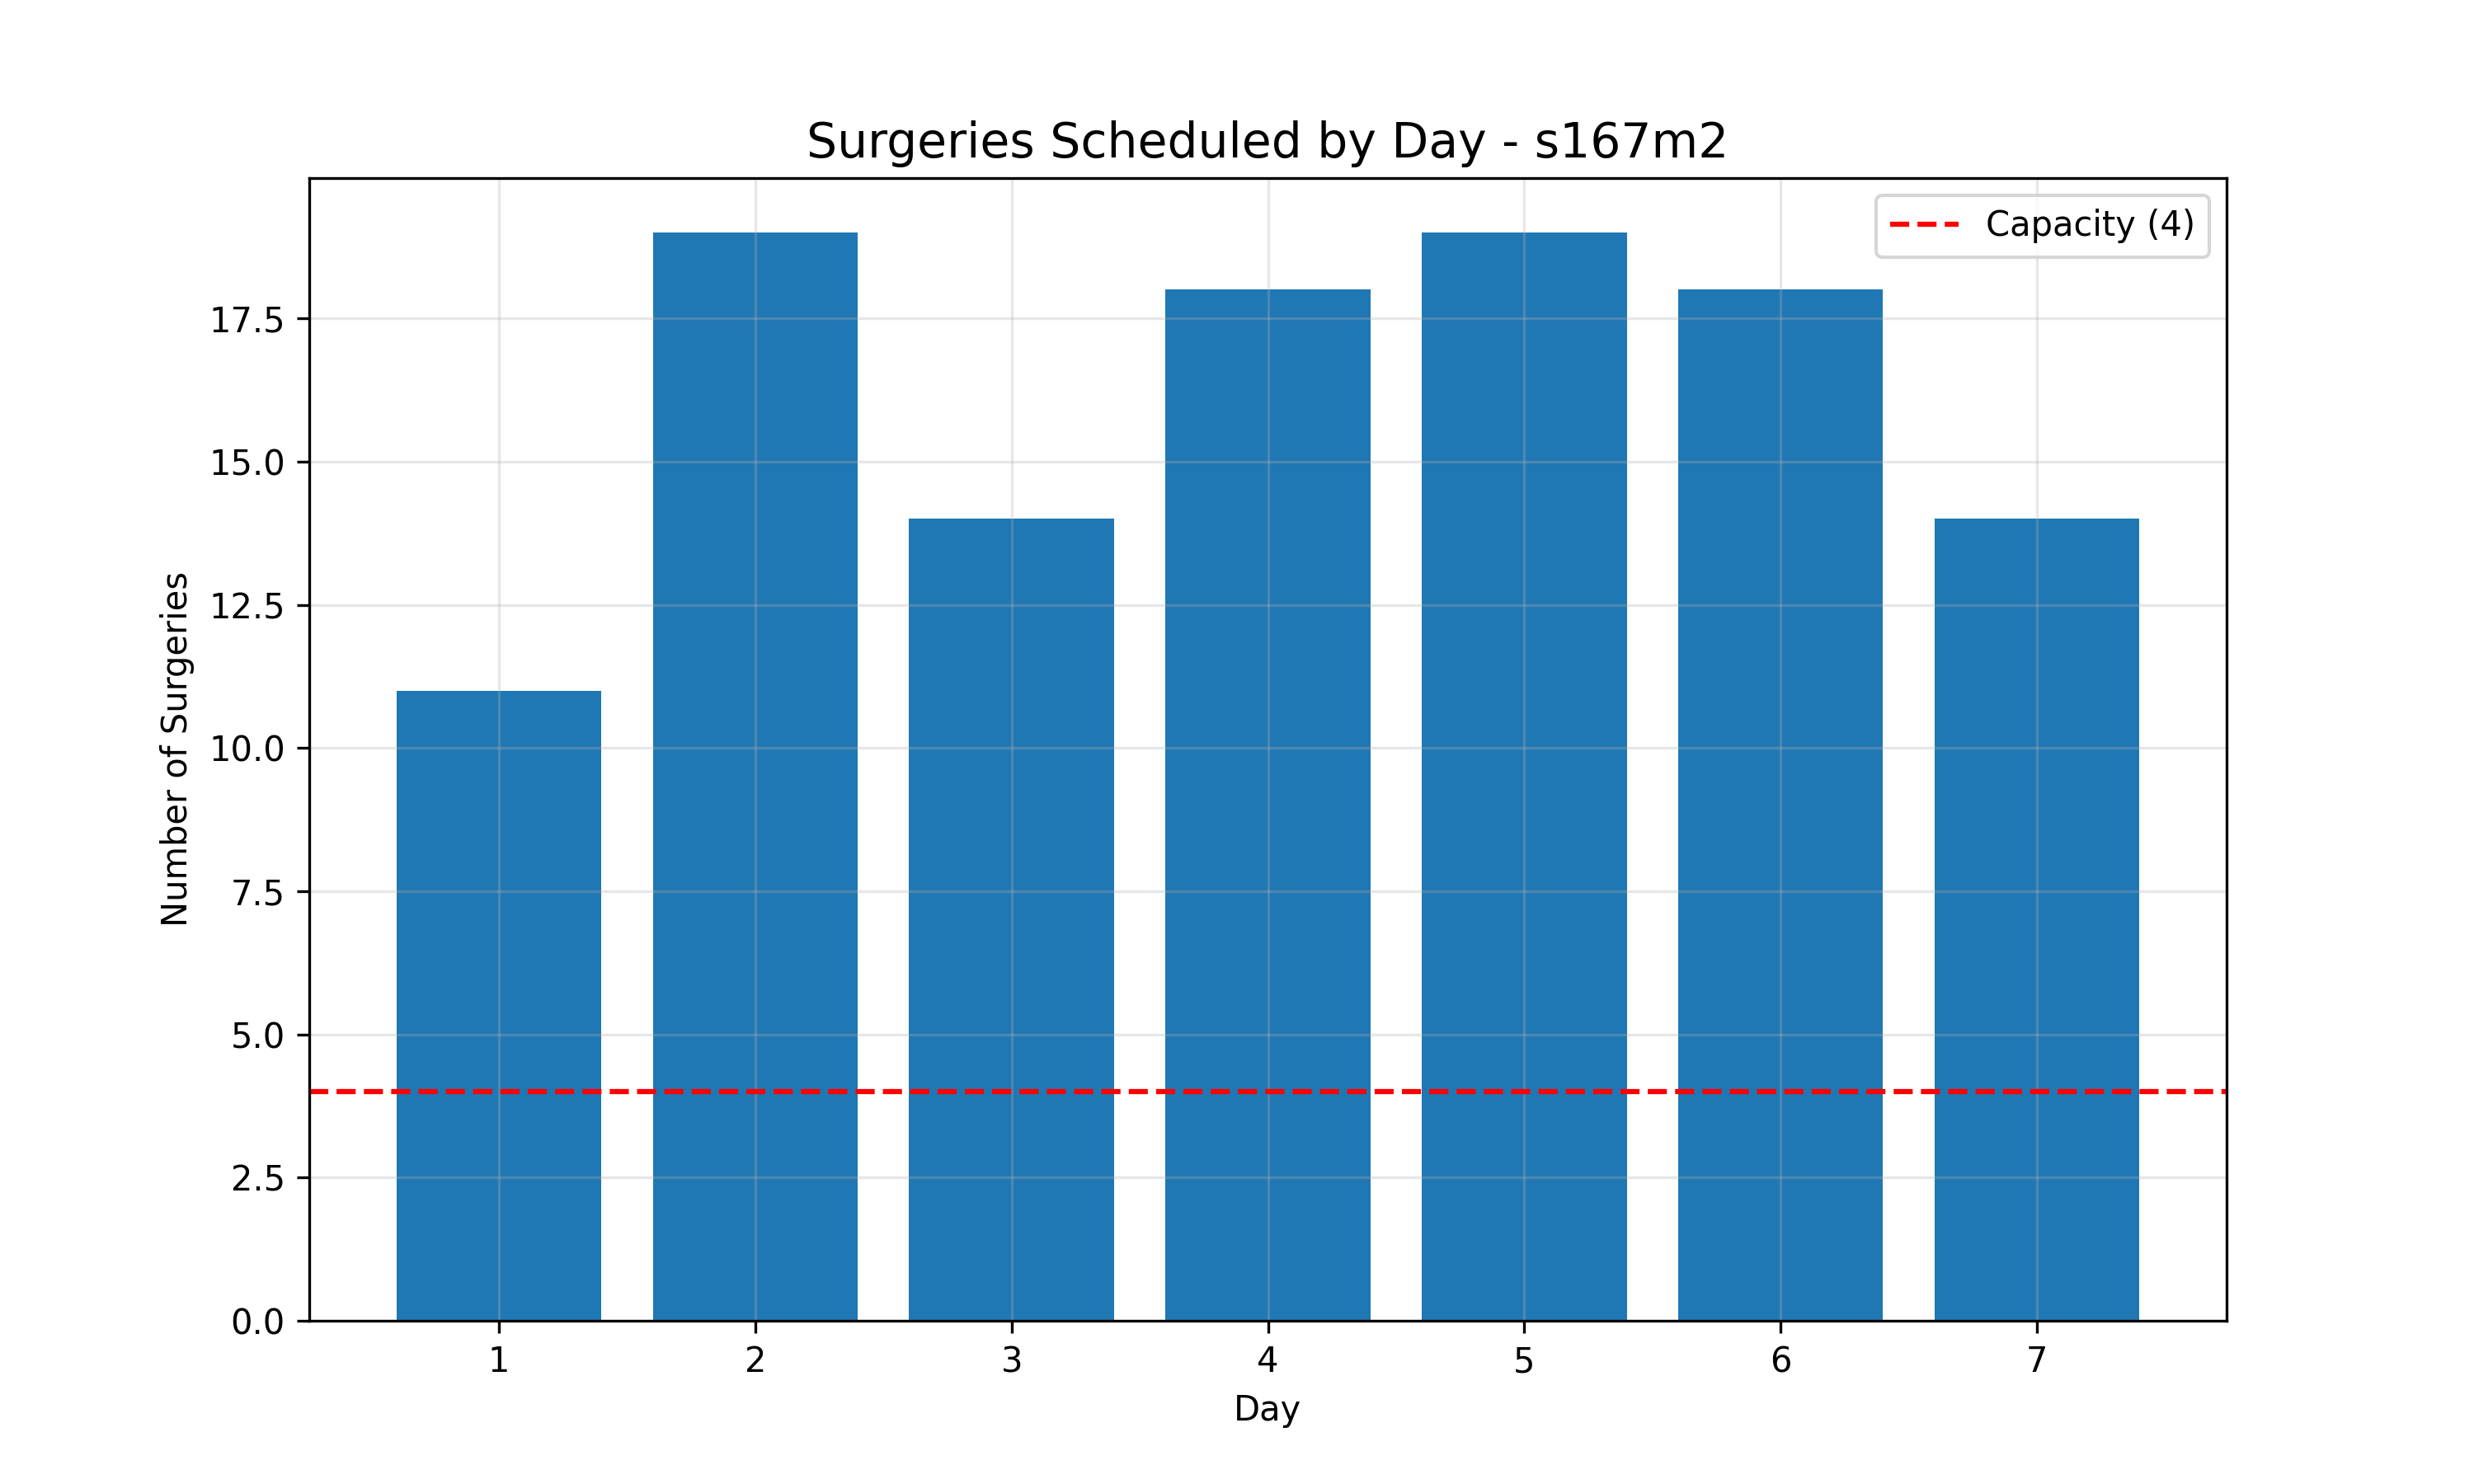 Surgeries Scheduled by Day - s167m2
Capacity (4)
Number of Surgeries
17.5
15.0
12.5
10.0
7.5
5.0
2.5
0.0
1 2 3 4 5 6 7
Day